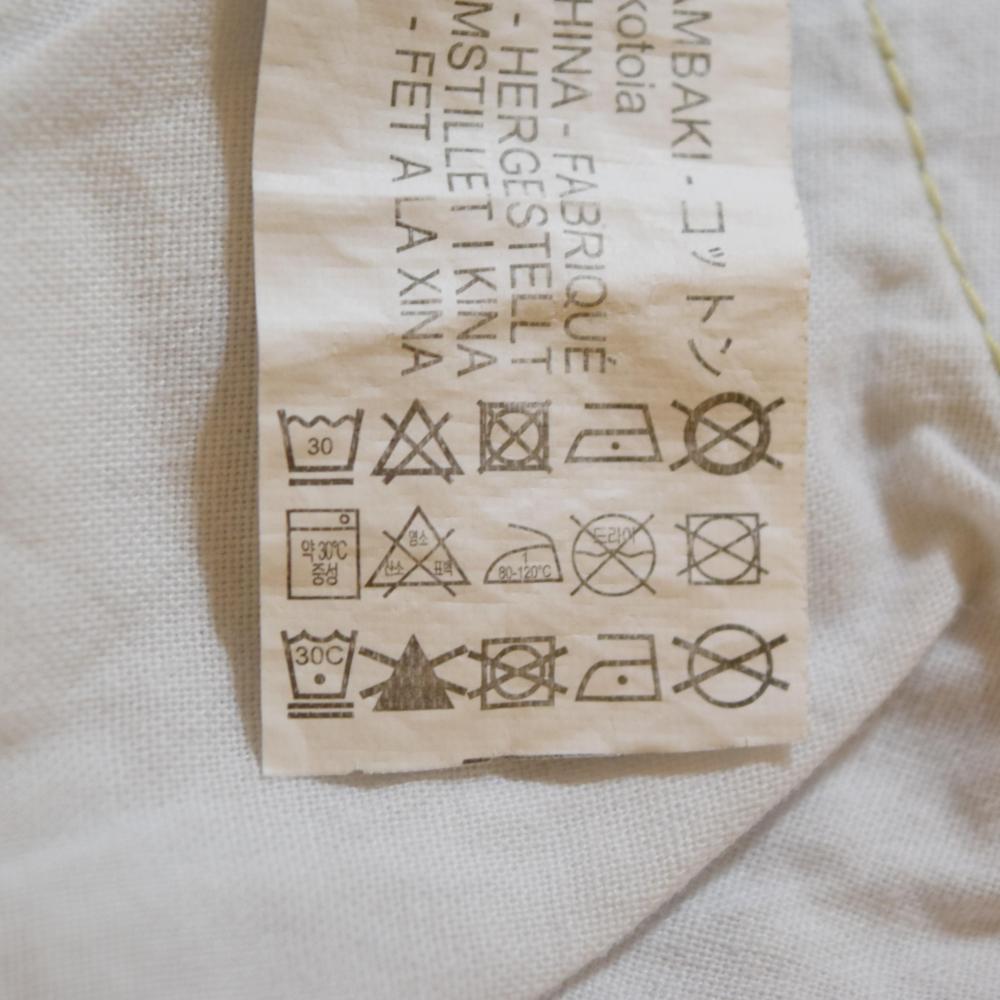 AMBAKI - コットン
kotoia
HINA - FABRIQUÉ
- HERGESTELLT
MSTILLET I KINA
- FET A LA XINA
30
약 30℃
중성
염소
산소 표백
80-120°C
드라이
30C